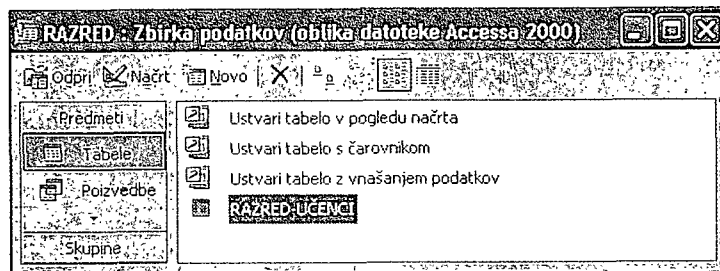 RAZRED : Zbirka podatkov (oblika datoteke Accessa 2000)
Odpri Načrt Novo
Predmeti
Tabele
Poizvedbe
Skupine
Ustvari tabelo v pogledu načrta
Ustvari tabelo s čarovnikom
Ustvari tabelo z vnašanjem podatkov
RAZRED-UČENCI